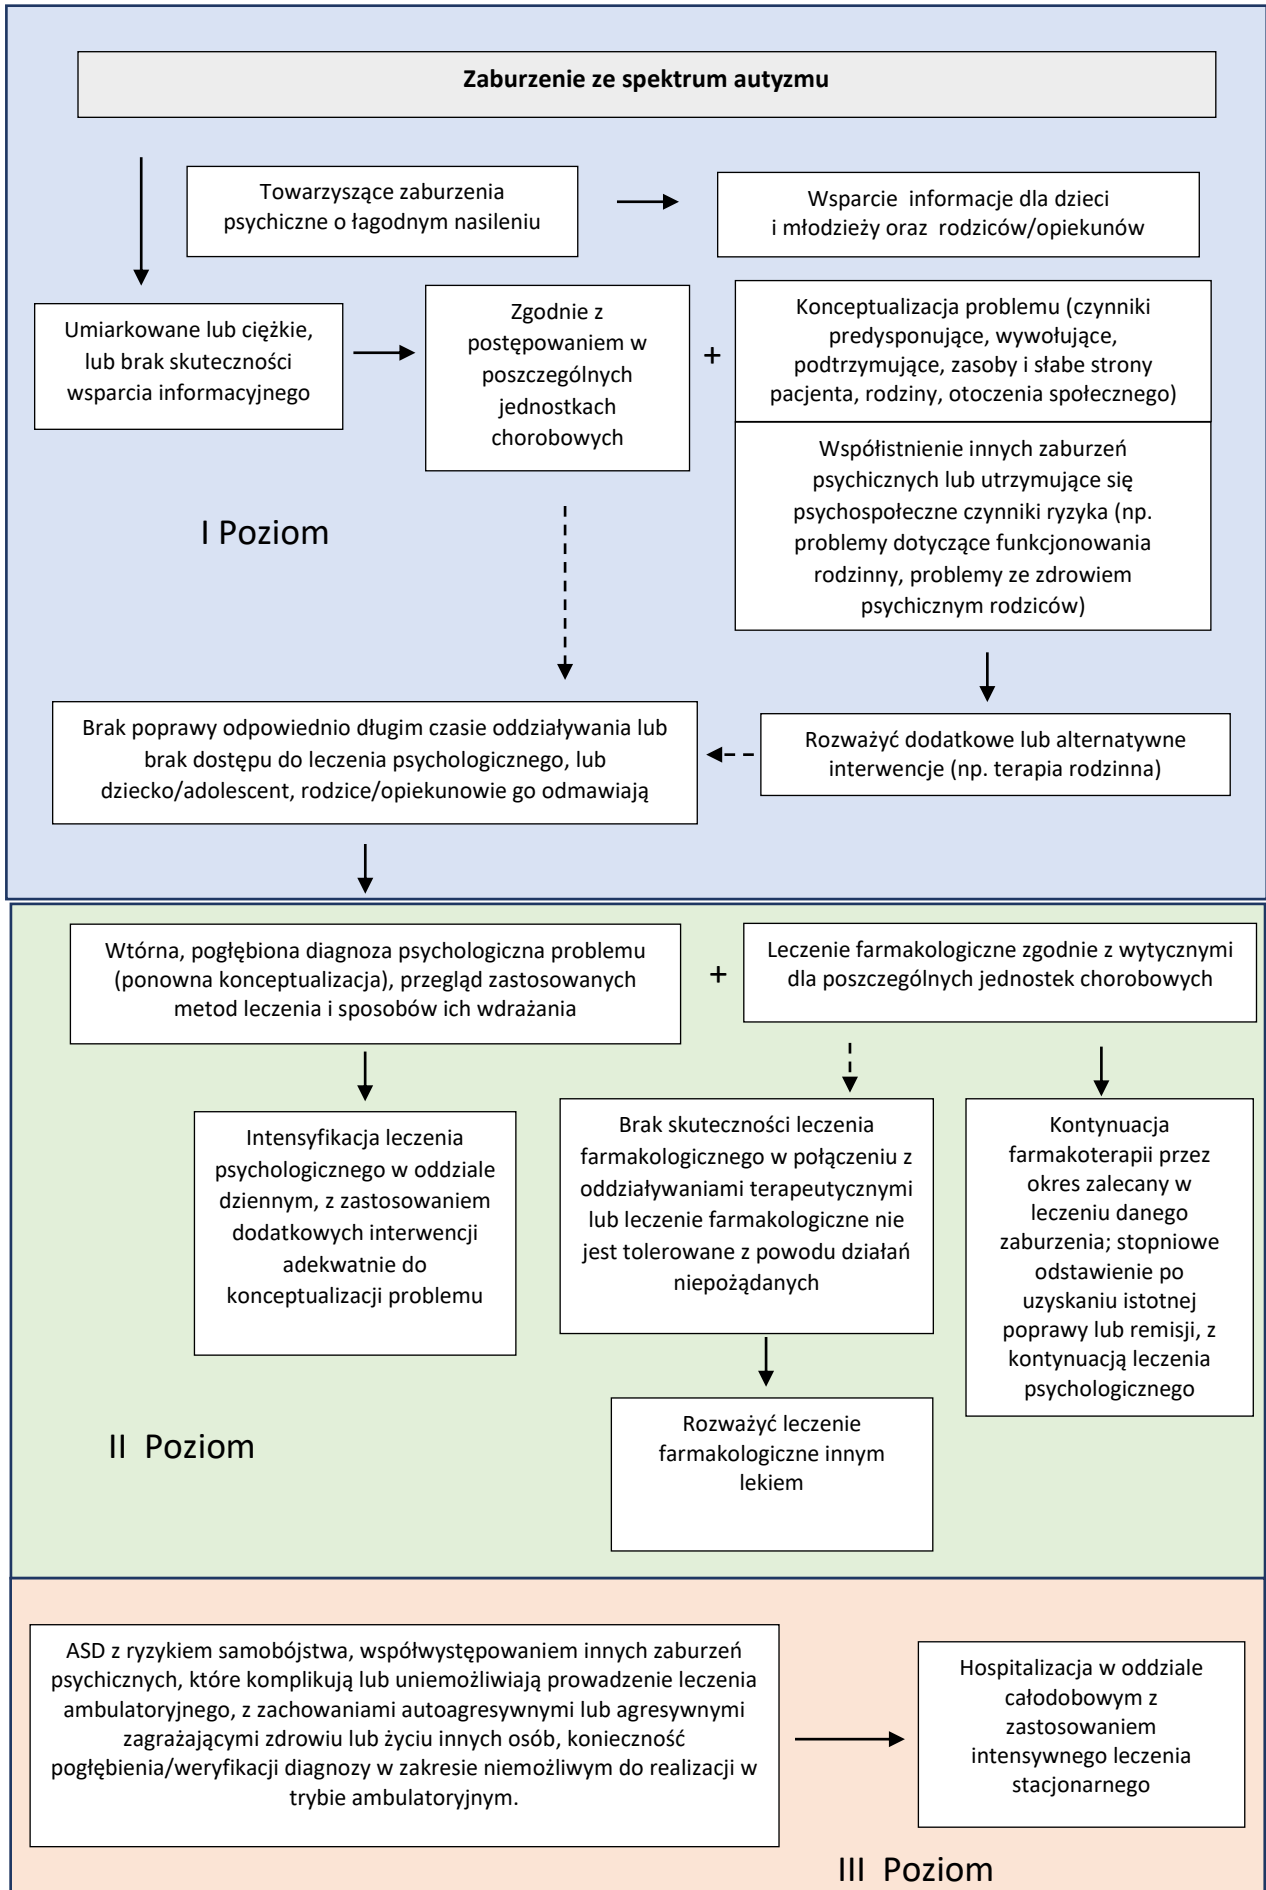 Zaburzenie ze spektrum autyzmu
Towarzyszące zaburzenia
psychiczne o łagodnym nasileniu
Wsparcie informacje dla dzieci
i młodzieży oraz rodziców/opiekunów
Umiarkowane lub ciężkie,
lub brak skuteczności
wsparcia informacyjnego
Zgodnie z
postępowaniem w
poszczególnych
jednostkach
chorobowych
+
Konceptualizacja problemu (czynniki
predysponujące, wywołujące,
podtrzymujące, zasoby i słabe strony
pacjenta, rodziny, otoczenia społecznego)
Współistnienie innych zaburzeń
psychicznych lub utrzymujące się
psychospołeczne czynniki ryzyka (np.
problemy dotyczące funkcjonowania
rodzinny, problemy ze zdrowiem
psychicznym rodziców)
I Poziom
Brak poprawy odpowiednio długim czasie oddziaływania lub
brak dostępu do leczenia psychologicznego, lub
dziecko/adolescent, rodzice/opiekunowie go odmawiają
Rozważyć dodatkowe lub alternatywne
interwencje (np. terapia rodzinna)
Wtórna, pogłębiona diagnoza psychologiczna problemu
(ponowna konceptualizacja), przegląd zastosowanych
metod leczenia i sposobów ich wdrażania
+
Leczenie farmakologiczne zgodnie z wytycznymi
dla poszczególnych jednostek chorobowych
Intensyfikacja leczenia
psychologicznego w oddziale
dziennym, z zastosowaniem
dodatkowych interwencji
adekwatnie do
konceptualizacji problemu
Brak skuteczności leczenia
farmakologicznego w połączeniu z
oddziaływaniami terapeutycznymi
lub leczenie farmakologiczne nie
jest tolerowane z powodu działań
niepożądanych
Kontynuacja
farmakoterapii przez
okres zalecany w
leczeniu danego
zaburzenia; stopniowe
odstawienie po
uzyskaniu istotnej
poprawy lub remisji, z
kontynuacją leczenia
psychologicznego
Rozważyć leczenie
farmakologiczne innym
lekiem
II Poziom
ASD z ryzykiem samobójstwa, współwystępowaniem innych zaburzeń
psychicznych, które komplikują lub uniemożliwiają prowadzenie leczenia
ambulatoryjnego, z zachowaniami autoagresywnymi lub agresywnymi
zagrażającymi zdrowiu lub życiu innych osób, konieczność
pogłębienia/weryfikacji diagnozy w zakresie niemożliwym do realizacji w
trybie ambulatoryjnym.
Hospitalizacja w oddziale
całodobowym z
zastosowaniem
intensywnego leczenia
stacjonarnego
III Poziom